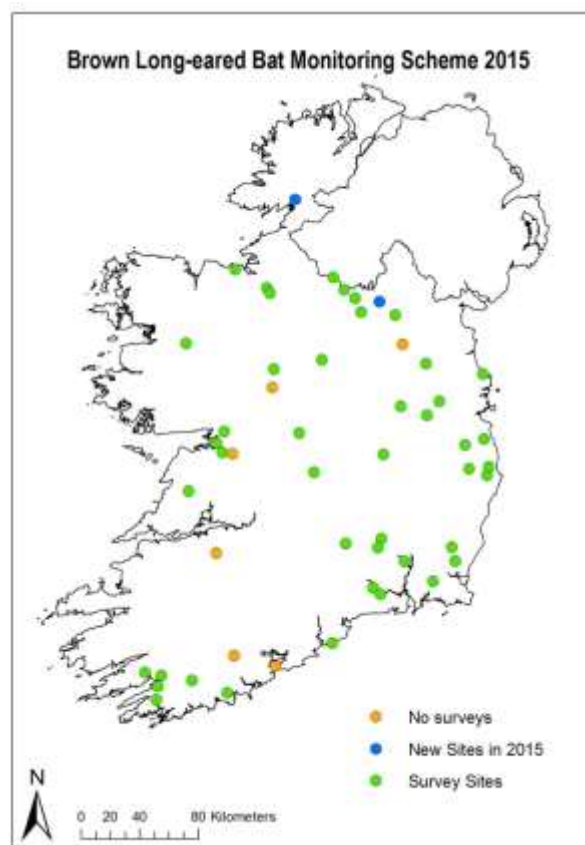 Brown Long-eared Bat Monitoring Scheme 2015
No surveys
New Sites in 2015
Survey Sites
N
0 20 40 80 Kilometers